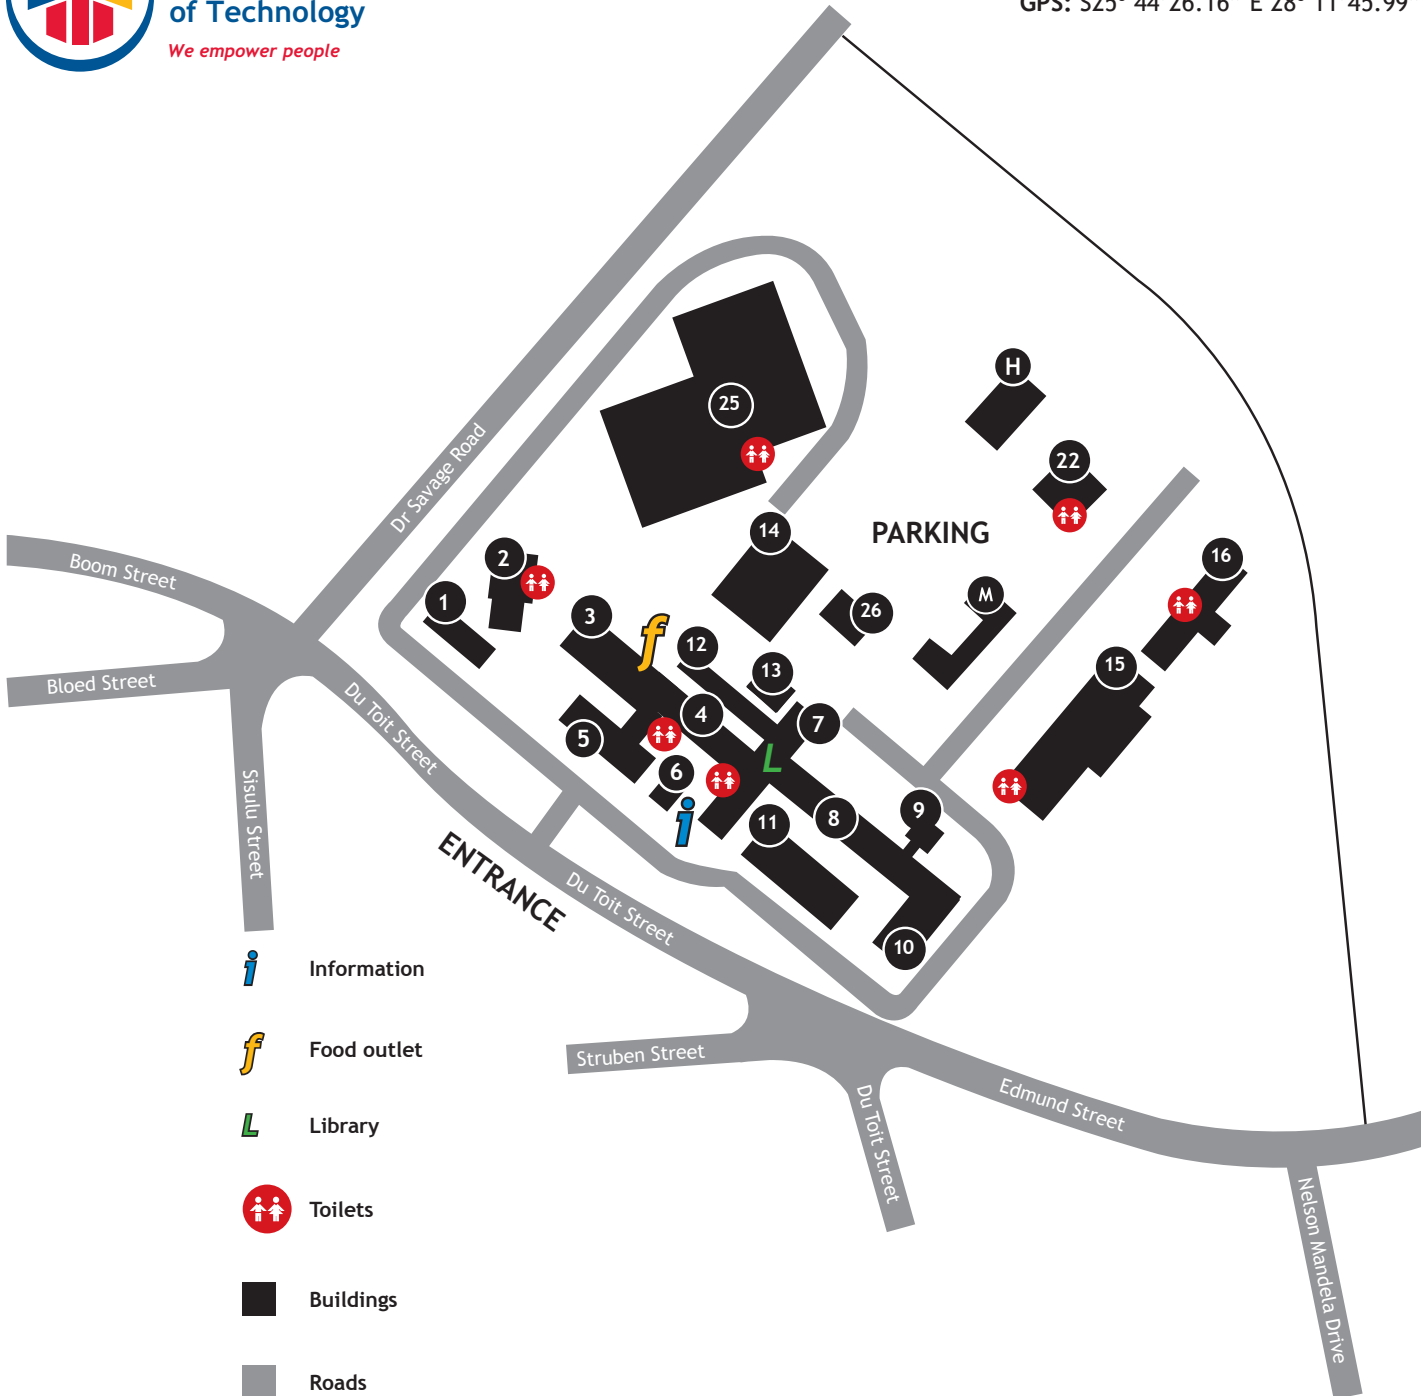 of Technology
We empower people
GPS: S25° 44' 26.16" E 28° 11' 45.99
Dr Savage Road
H
25
22
PARKING
14
16
Boom Street
2
1
3
f
12
26
M
13
15
Bloed Street
Du Toit Street
4
7
5
L
6
Sisulu Street
i
11
8
9
ENTRANCE
Du Toit Street
10
i Information
f Food outlet
Struben Street
Du Toit Street
Edmund Street
L Library
Toilets
Nelson Mandela Drive
Buildings
Roads